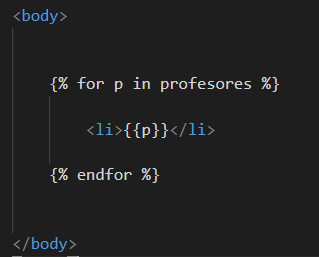 <body>
{% for p in profesores %}
<li>{{p}}</li>
{% endfor %}
</body>